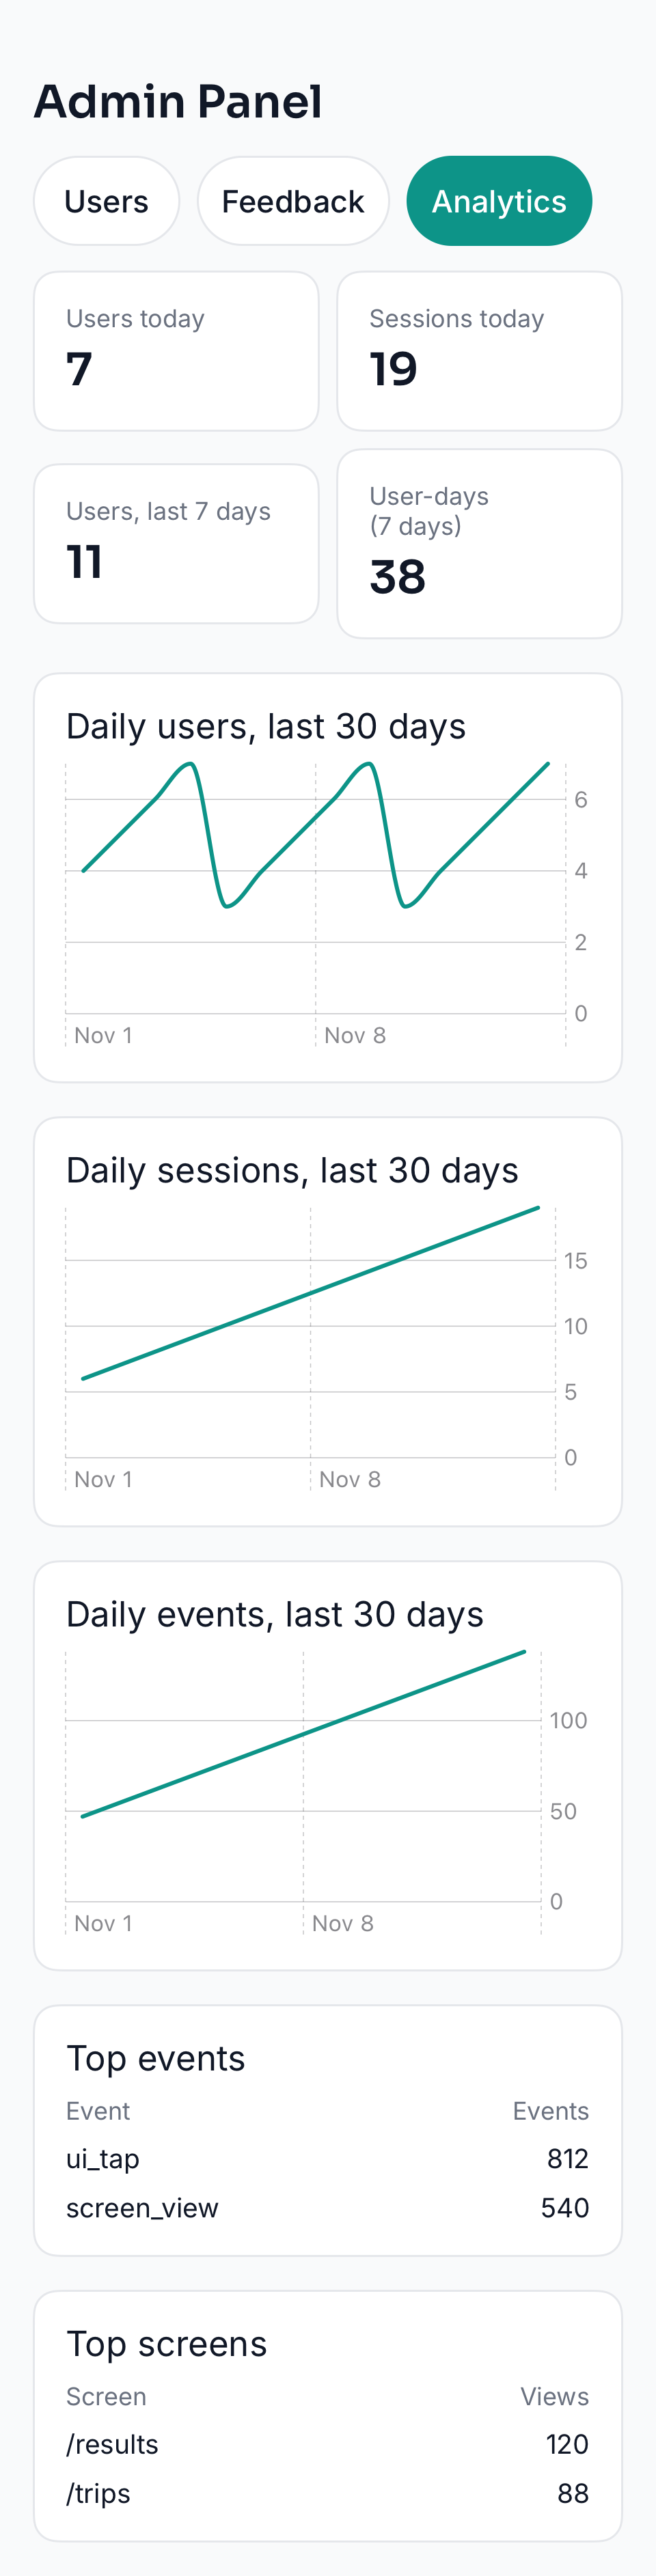 Admin Panel
Users
Feedback
Analytics
Users today
7
Sessions today
19
Users, last 7 days
11
User-days
(7 days)
38
Daily users, last 30 days
6
4
2
0
Nov 1
Nov 8
Daily sessions, last 30 days
15
10
5
0
Nov 1
Nov 8
Daily events, last 30 days
100
50
0
Nov 1
Nov 8
Top events
Event Events
ui_tap 812
screen_view 540
Top screens
Screen Views
/results 120
/trips 88